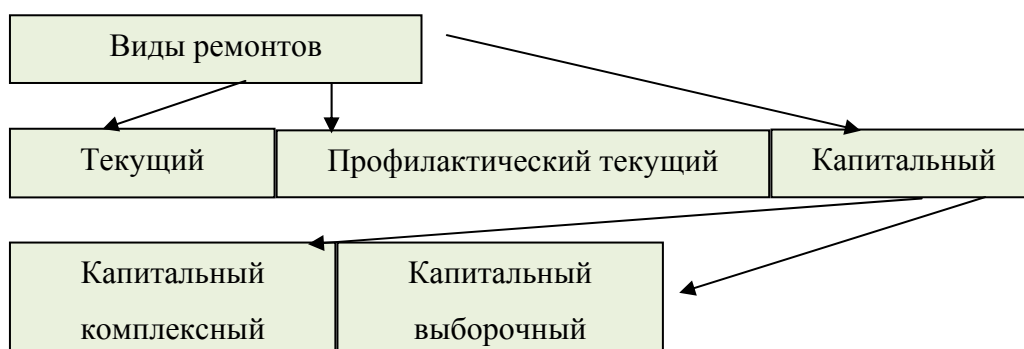 Виды ремонтов
Текущий
Профилактический текущий
Капитальный
Капитальный
комплексный
Капитальный
выборочный